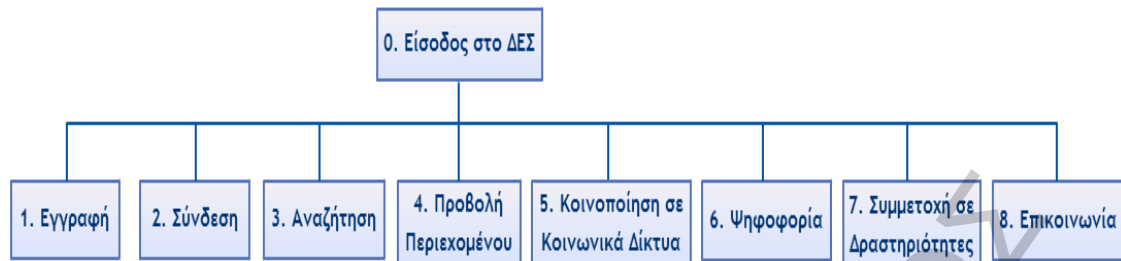 0. Είσοδος στο ΔΕΣ
1. Εγγραφή
2. Σύνδεση
3. Αναζήτηση
4. Προβολή
Περιεχομένου
5. Κοινοποίηση σε
Κοινωνικά Δίκτυα
6. Ψηφοφορία
7. Συμμετοχή σε
Δραστηριότητες
8. Επικοινωνία